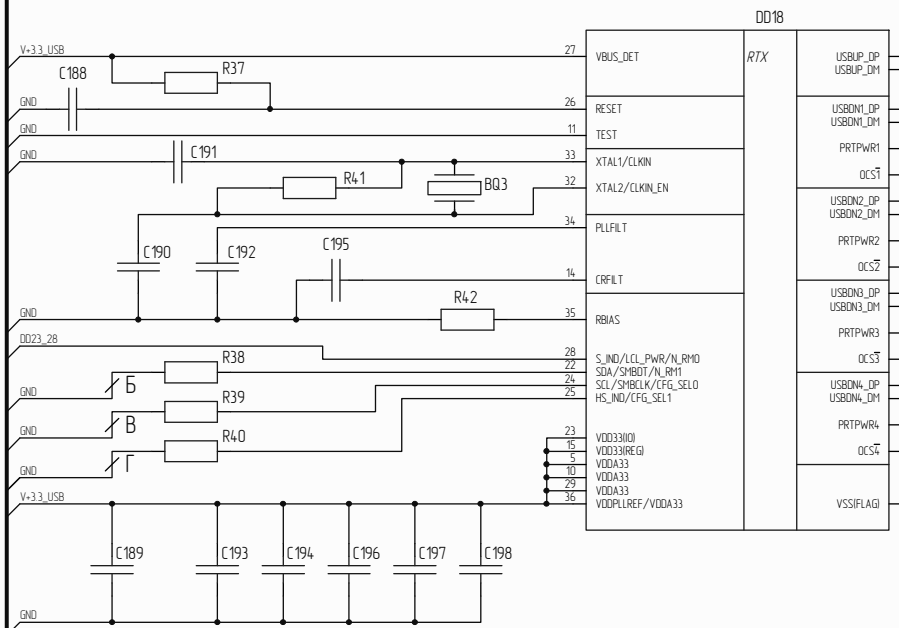 DD18
V+3.3_USB
27
VBUS_DET
RTX
USBUP_DP
USBUP_DM
R37
C188
GND
26
RESET
USBDN1_DP
USBDN1_DM
GND
11
TEST
PRTPWR1
GND
C191
33
XTAL1/CLKIN
OCS1
R41
BQ3
32
XTAL2/CLKIN_EN
USBDN2_DP
USBDN2_DM
34
PLLFILT
PRTPWR2
C190
C192
C195
OCS2
14
CRFILT
USBDN3_DP
USBDN3_DM
R42
GND
35
RBIAS
PRTPWR3
DD23_28
28
S_IND/LCL_PWR/N_RM0
OCS3
R38
22
SDA/SMBDT/N_RM1
24
SCL/SMBCLK/CFG_SEL0
USBDN4_DP
GND
Б
R39
25
HS_IND/CFG_SEL1
USBDN4_DM
PRTPWR4
GND
В
R40
23
VDD33(IO)
15
VDD33(REG)
OCS4
GND
Г
5
VDDA33
10
VDDA33
29
VDDA33
V+3.3_USB
36
VDDPLLREF/VDDA33
VSS(FLAG)
C189
C193
C194
C196
C197
C198
GND